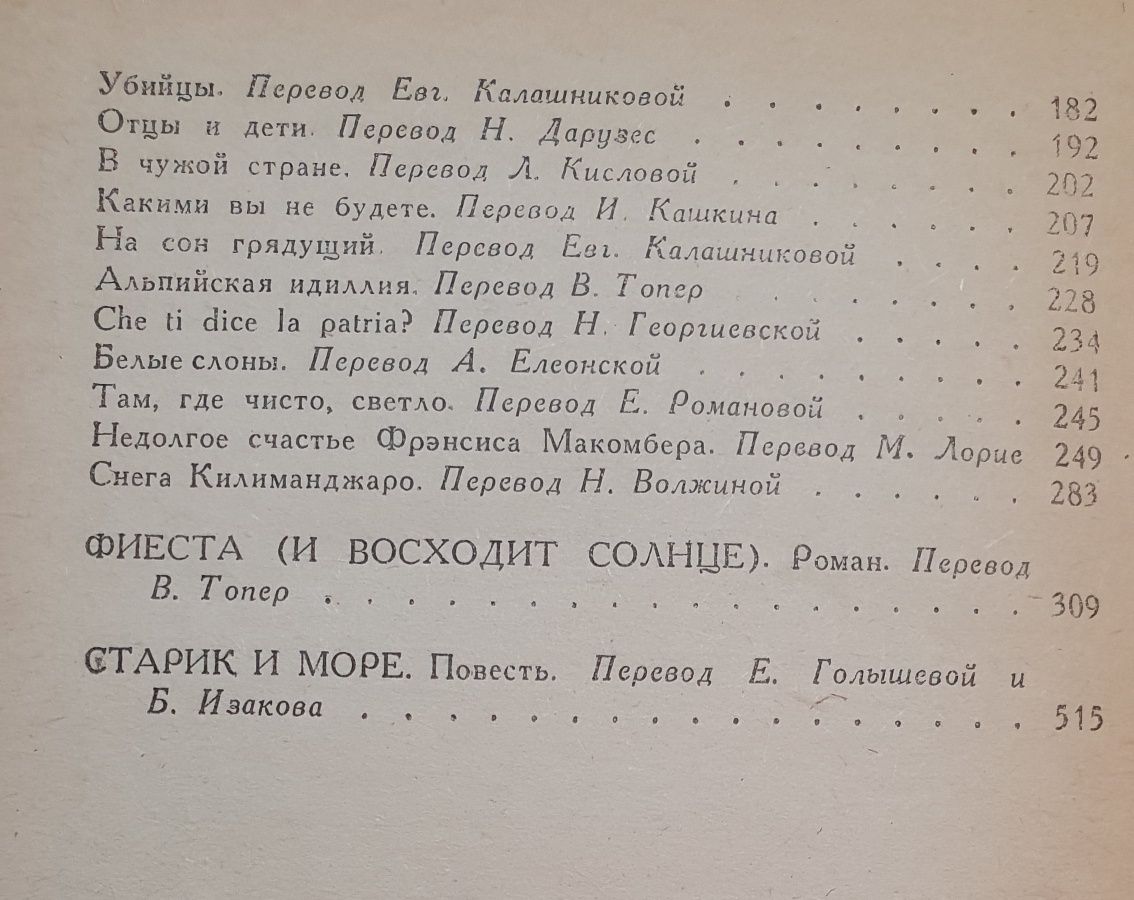 Убийцы. Перевод Евг. Калашниковой . . . . . . . . 182
Отцы и дети. Перевод Н. Дарузес . . . . . . . . 192
В чужой стране. Перевод Л. Кисловой . . . . . . . 202
Какими вы не будете. Перевод И. Кашкина . . . . . 207
На сон грядущий. Перевод Евг. Калашниковой . . . . 219
Альпийская идиллия. Перевод В. Топер . . . . . . . 228
Che ti dice la patria? Перевод Н. Георгиевской . . . . . 234
Белые слоны. Перевод А. Елеонской . . . . . . . . 241
Там, где чисто, светло. Перевод Е. Романовой . . . . . 245
Недолгое счастье Фрэнсиса Макомбера. Перевод М. Лорие 249
Снега Килиманджаро. Перевод Н. Волжиной . . . . . . 283
ФИЕСТА (И ВОСХОДИТ СОЛНЦЕ). Роман. Перевод
В. Топер . . . . . . . . . . . . . . . . . . 309
СТАРИК И МОРЕ. Повесть. Перевод Е. Голышевой и
Б. Изакова . . . . . . . . . . . . . . . . . 515